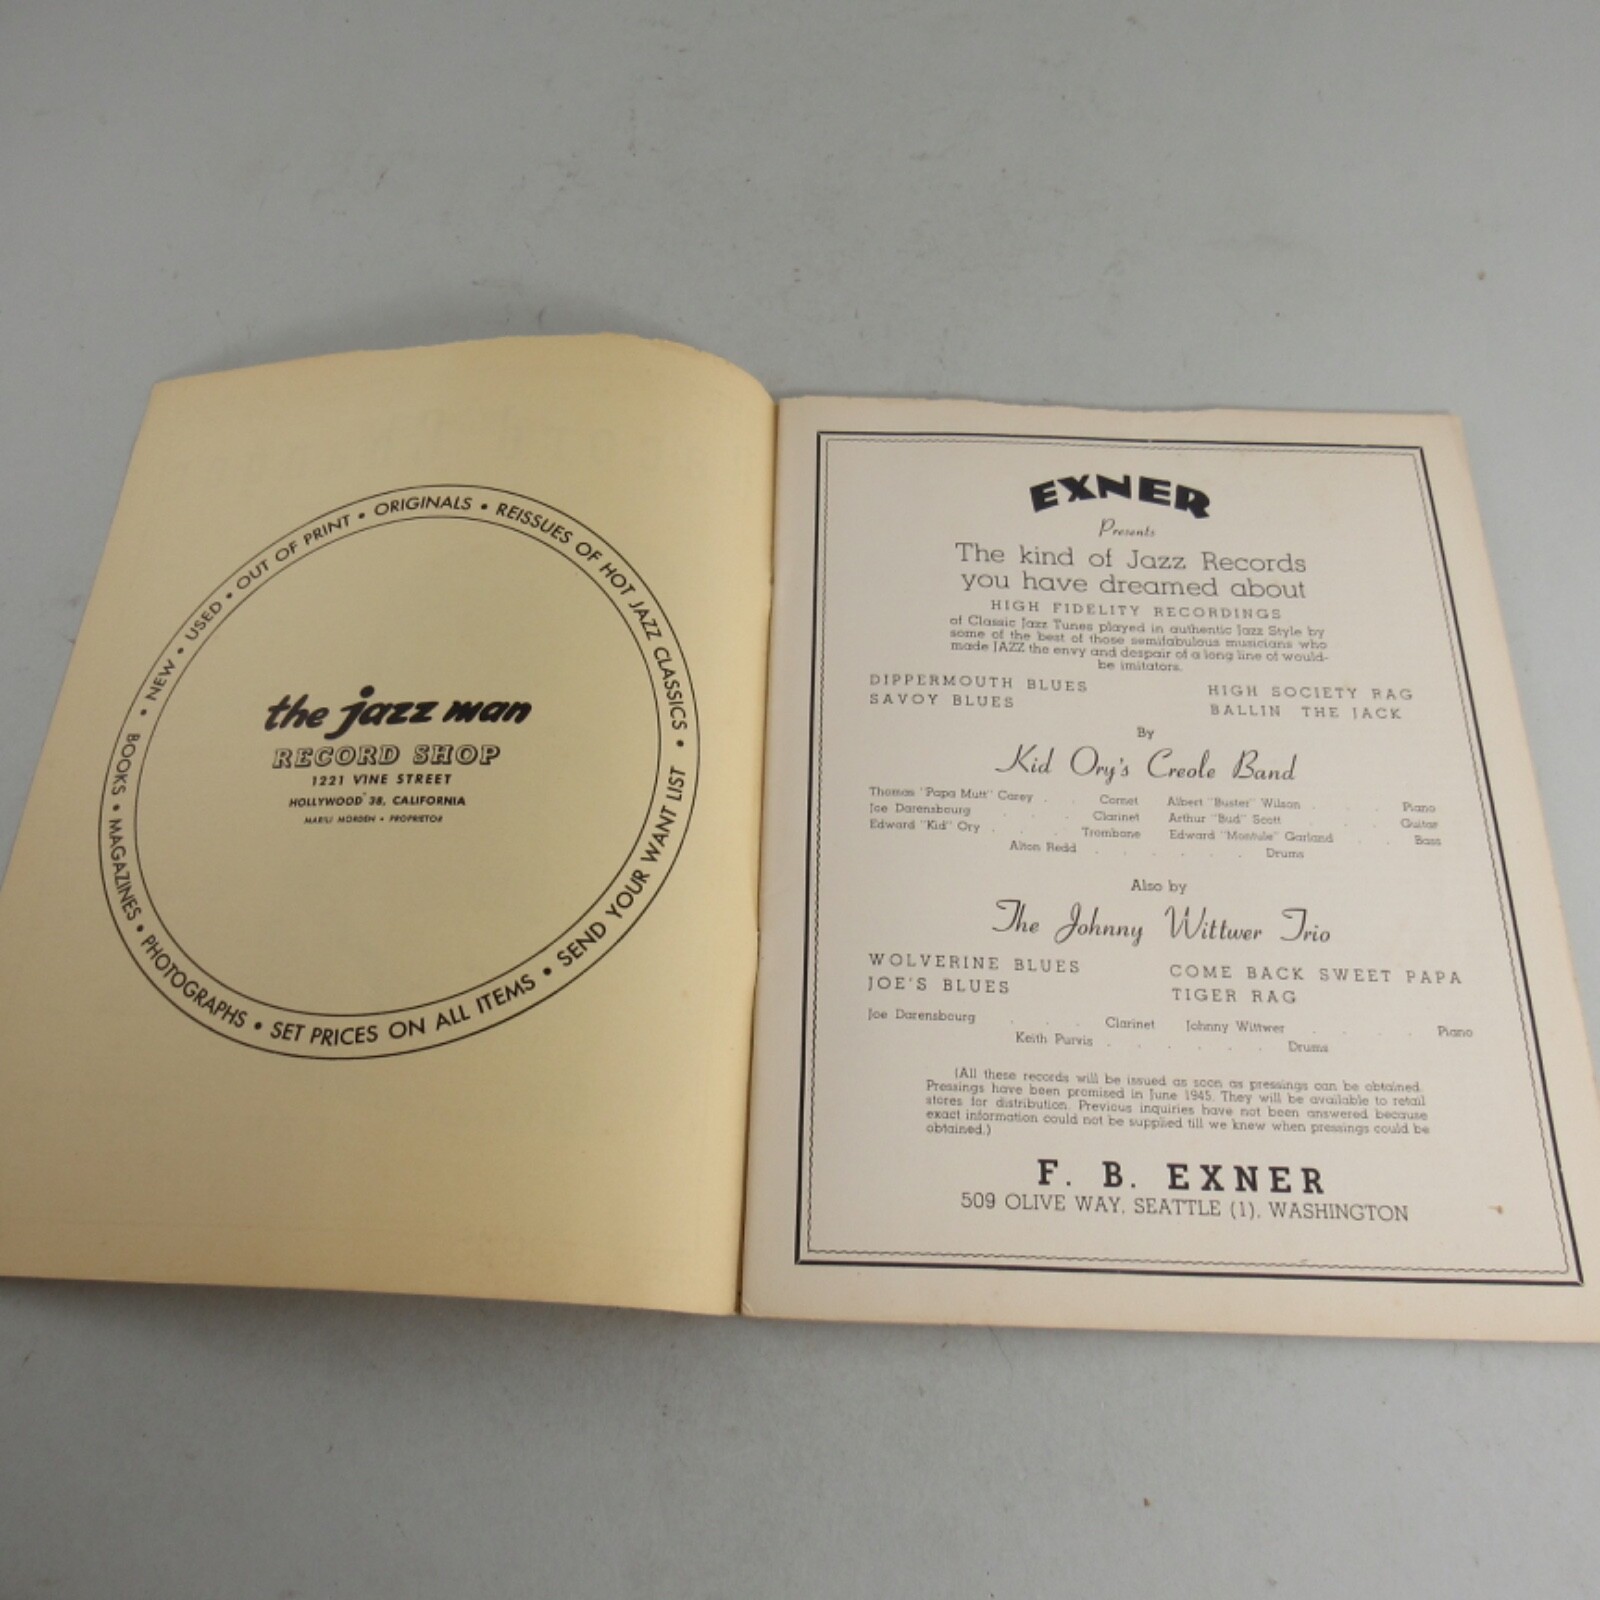 • NEW • USED • OUT OF PRINT • ORIGINALS • REISSUES OF HOT JAZZ CLASSICS •
SEND YOUR WANT LIST
BOOKS • MAGAZINES • PHOTOGRAPHS • SET PRICES ON ALL ITEMS •
the jazz man
RECORD SHOP
1221 VINE STREET
HOLLYWOOD 38, CALIFORNIA
MARILI MORDEN • PROPRIETOR
EXNER
Presents
The kind of Jazz Records
you have dreamed about
HIGH FIDELITY RECORDINGS
of Classic Jazz Tunes played in authentic Jazz Style by
some of the best of those semifabulous musicians who
made JAZZ the envy and despair of a long line of would-
be imitators.
DIPPERMOUTH BLUES HIGH SOCIETY RAG
SAVOY BLUES BALLIN THE JACK
By
Kid Ory's Creole Band
Thomas "Papa Mutt" Carey . . Cornet Albert "Buster" Wilson . . . Piano
Joe Darensbourg . . . Clarinet Arthur "Bud" Scott . . . Guitar
Edward "Kid" Ory . . . Trombone Edward "Montule" Garland . . Bass
Alton Redd . . . . . . Drums
Also by
The Johnny Wittwer Trio
WOLVERINE BLUES COME BACK SWEET PAPA
JOE'S BLUES TIGER RAG
Joe Darensbourg . . . Clarinet Johnny Wittwer . . . . Piano
Keith Purvis . . . . . . Drums
(All these records will be issued as soon as pressings can be obtained.
Pressings have been promised in June 1945. They will be available to retail
stores for distribution. Previous inquiries have not been answered because
exact information could not be supplied till we knew when pressings could be
obtained.)
F. B. EXNER
509 OLIVE WAY, SEATTLE (1), WASHINGTON